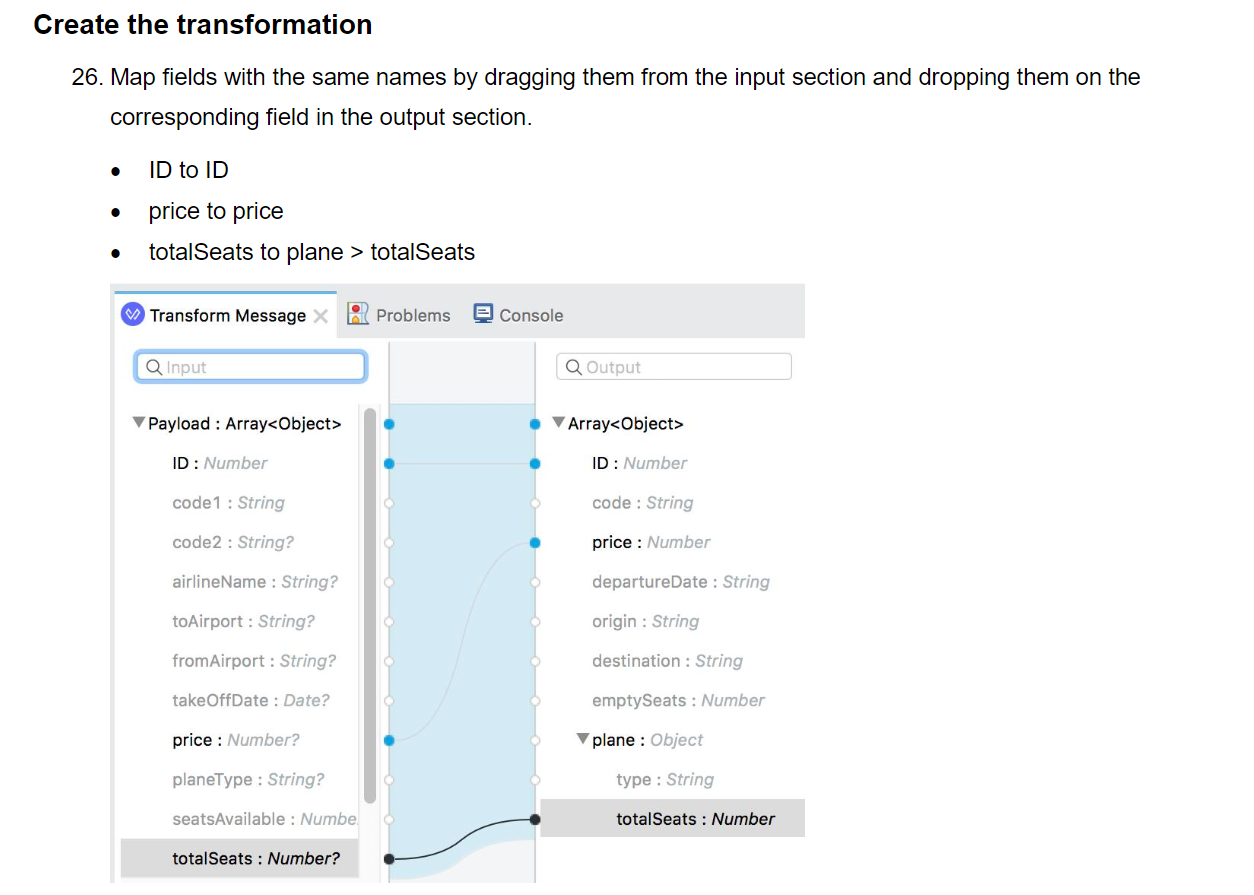 Create the transformation
26. Map fields with the same names by dragging them from the input section and dropping them on the
corresponding field in the output section.
• ID to ID
• price to price
• totalSeats to plane > totalSeats
Transform Message Problems Console
Input Output
Payload : Array<Object> Array<Object>
ID : Number ID : Number
code1 : String code : String
code2 : String? price : Number
airlineName : String? departureDate : String
toAirport : String? origin : String
fromAirport : String? destination : String
takeOffDate : Date? emptySeats : Number
price : Number? plane : Object
planeType : String? type : String
seatsAvailable : Numbe totalSeats : Number
totalSeats : Number?